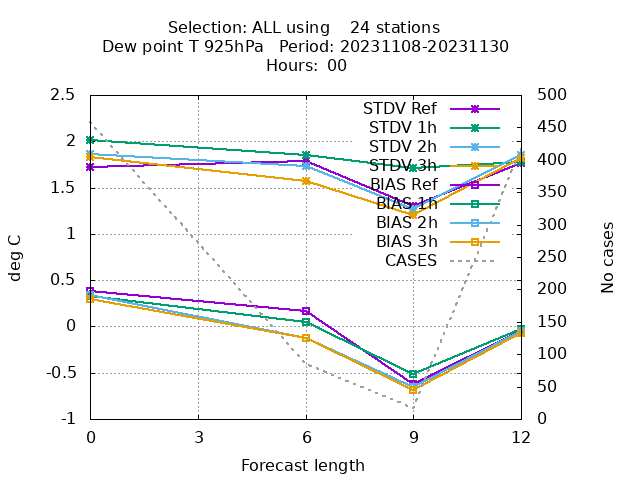 Selection: ALL using    24 stations
Dew point T 925hPa   Period: 20231108-20231130
Hours: 00
2.5
2
1.5
1
0.5
0
-0.5
-1
deg C
STDV Ref
STDV 1h
STDV 2h
STDV 3h
BIAS Ref
BIAS 1h
BIAS 2h
BIAS 3h
CASES
500
450
400
350
300
250
200
150
100
50
0
No cases
0 3 6 9 12
Forecast length